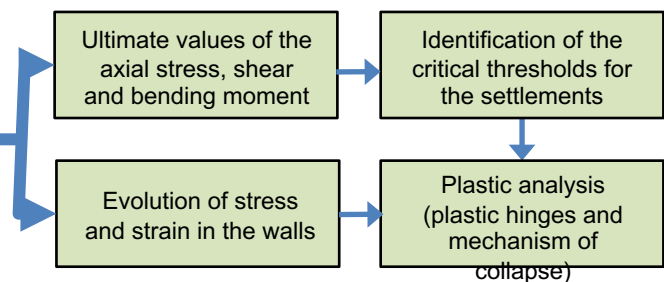 Ultimate values of the
axial stress, shear
and bending moment
Identification of the
critical thresholds for
the settlements
Evolution of stress
and strain in the walls
Plastic analysis
(plastic hinges and
mechanism of
collapse)